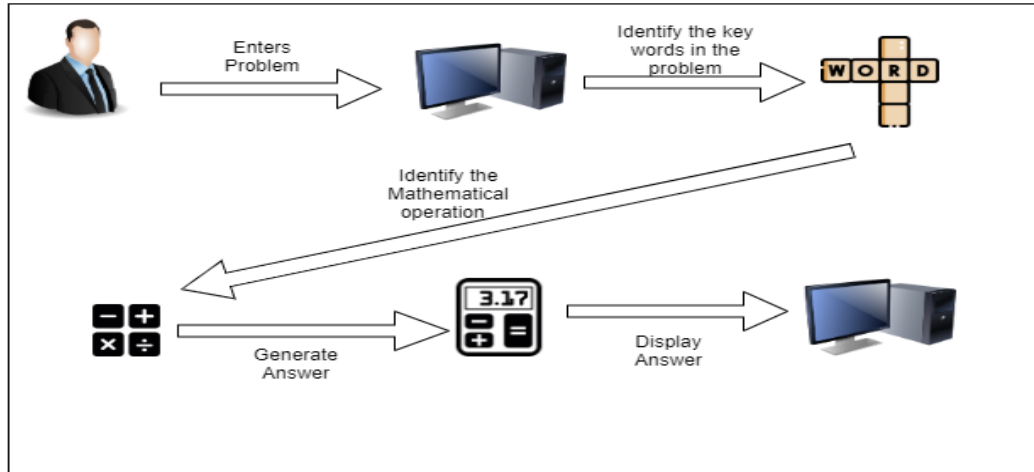 Enters
Problem
Identify the key
words in the
problem
WORD
Identify the
Mathematical
operation
3.17
Generate
Answer
Display
Answer